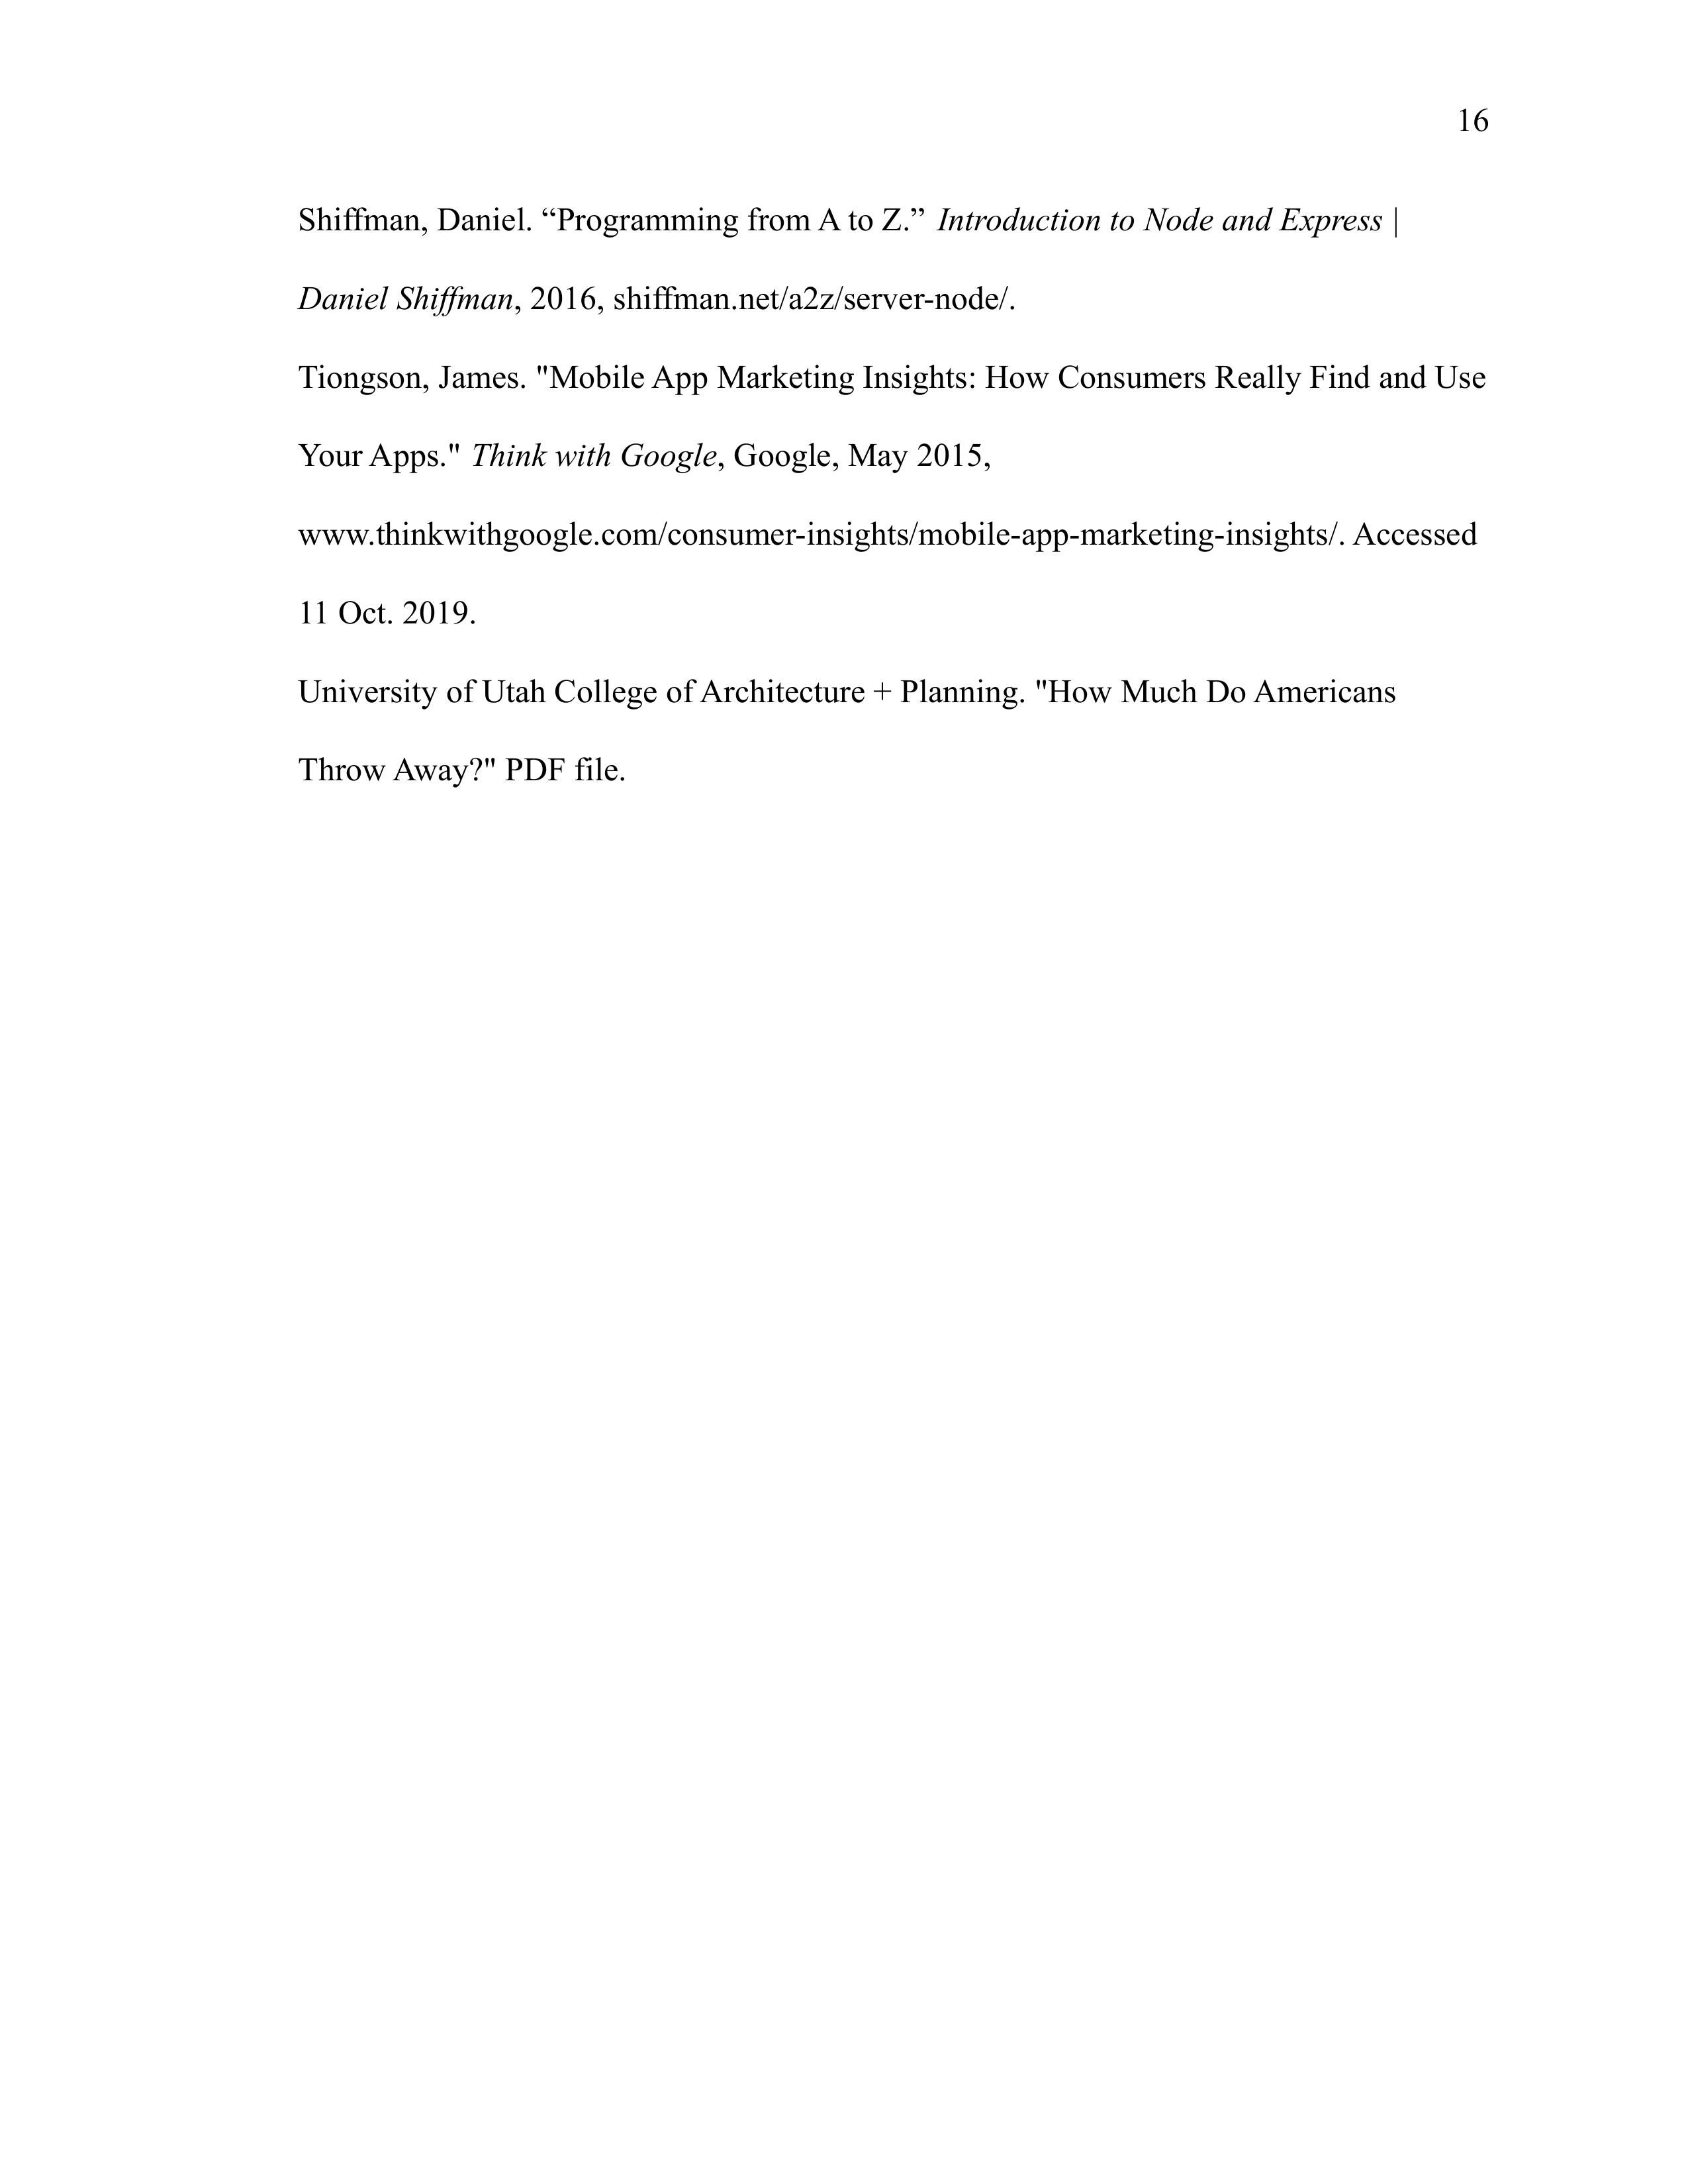 16
Shiffman, Daniel. “Programming from A to Z.” Introduction to Node and Express |
Daniel Shiffman, 2016, shiffman.net/a2z/server-node/.
Tiongson, James. "Mobile App Marketing Insights: How Consumers Really Find and Use
Your Apps." Think with Google, Google, May 2015,
www.thinkwithgoogle.com/consumer-insights/mobile-app-marketing-insights/. Accessed
11 Oct. 2019.
University of Utah College of Architecture + Planning. "How Much Do Americans
Throw Away?" PDF file.